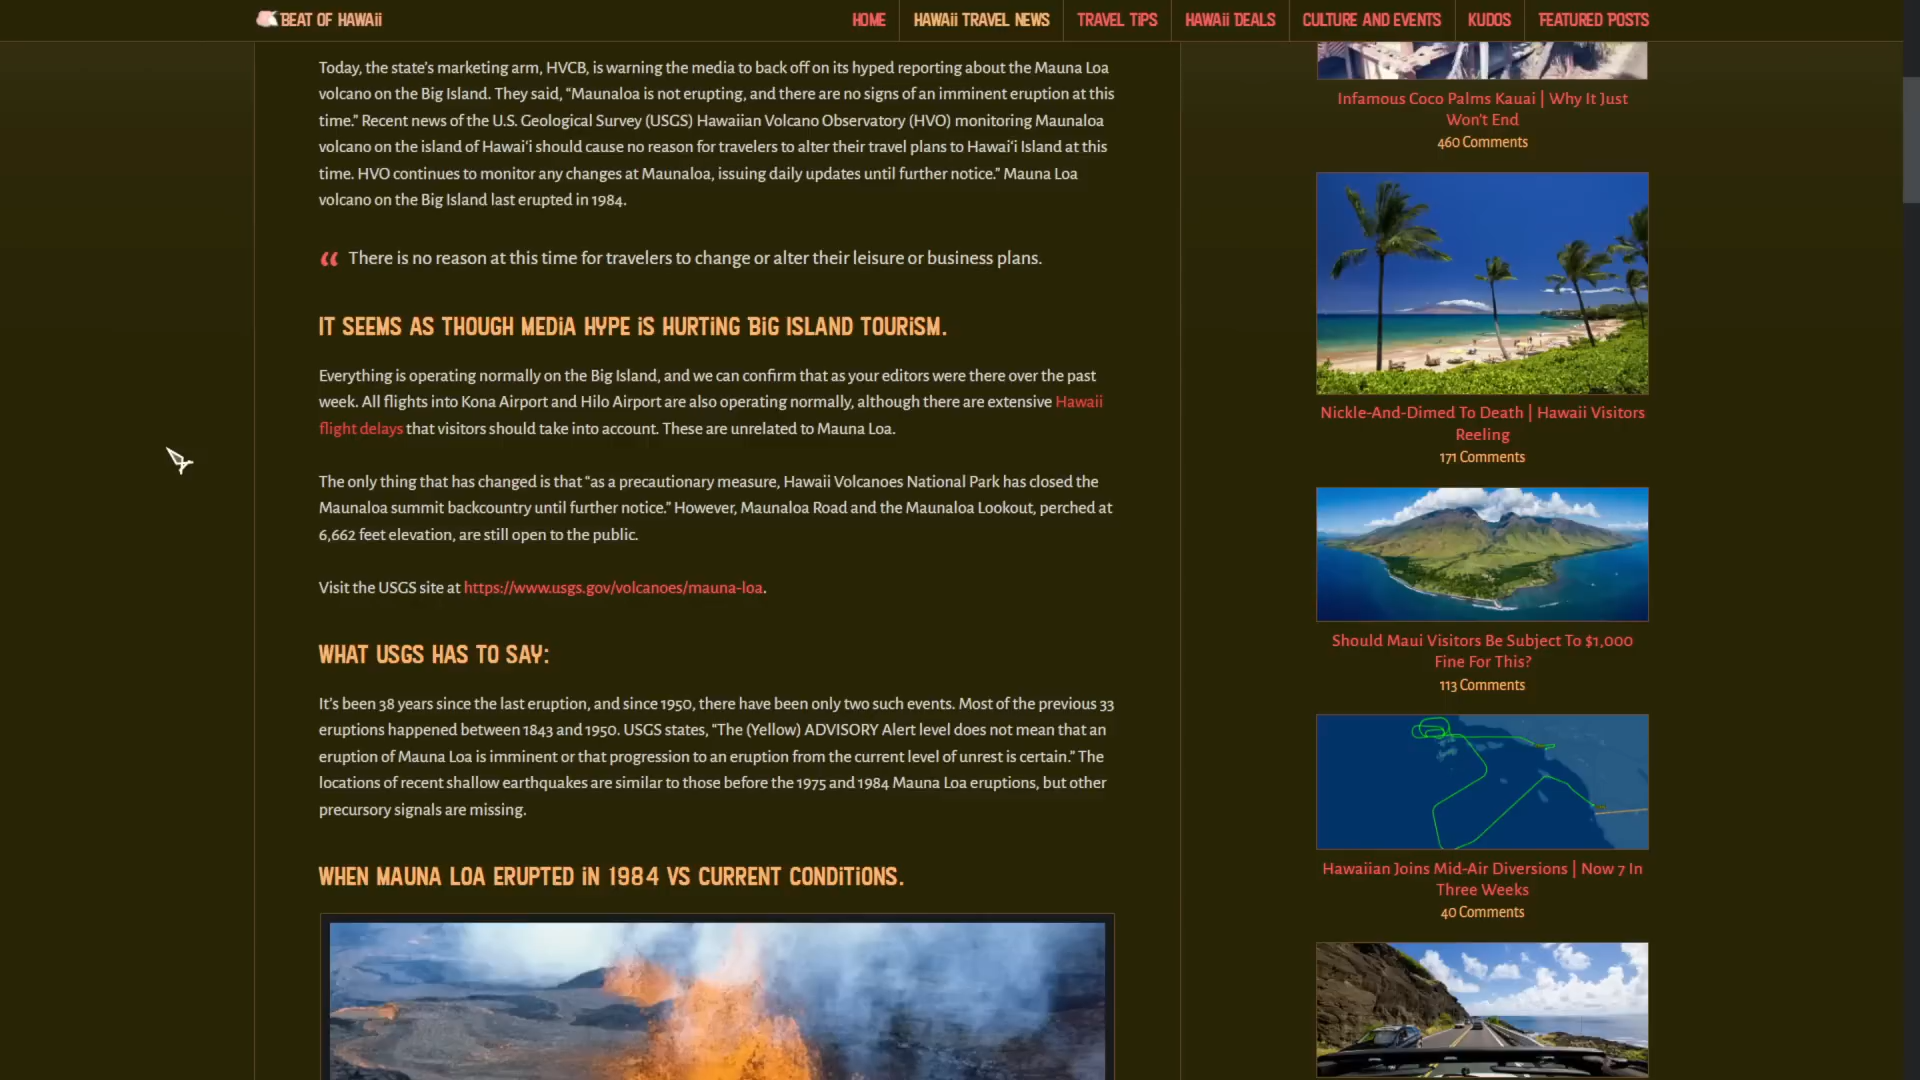 BEAT OF HAWAii
HOME
HAWAii TRAVEL NEWS
TRAVEL TiPS
HAWAii DEALS
CULTURE AND EVENTS
KUDOS
FEATURED POSTS
Today, the state’s marketing arm, HVCB, is warning the media to back off on its hyped reporting about the Mauna Loa
volcano on the Big Island. They said, “Maunaloa is not erupting, and there are no signs of an imminent eruption at this
time.” Recent news of the U.S. Geological Survey (USGS) Hawaiian Volcano Observatory (HVO) monitoring Maunaloa
volcano on the island of Hawai‘i should cause no reason for travelers to alter their travel plans to Hawai‘i Island at this
time. HVO continues to monitor any changes at Maunaloa, issuing daily updates until further notice.” Mauna Loa
volcano on the Big Island last erupted in 1984.
“ There is no reason at this time for travelers to change or alter their leisure or business plans.
IT SEEMS AS THOUGH MEDiA HYPE iS HURTiNG BiG ISLAND TOURiSM.
Everything is operating normally on the Big Island, and we can confirm that as your editors were there over the past
week. All flights into Kona Airport and Hilo Airport are also operating normally, although there are extensive Hawaii
flight delays that visitors should take into account. These are unrelated to Mauna Loa.
The only thing that has changed is that “as a precautionary measure, Hawaii Volcanoes National Park has closed the
Maunaloa summit backcountry until further notice.” However, Maunaloa Road and the Maunaloa Lookout, perched at
6,662 feet elevation, are still open to the public.
Visit the USGS site at https://www.usgs.gov/volcanoes/mauna-loa.
WHAT USGS HAS TO SAY:
It’s been 38 years since the last eruption, and since 1950, there have been only two such events. Most of the previous 33
eruptions happened between 1843 and 1950. USGS states, “The (Yellow) ADVISORY Alert level does not mean that an
eruption of Mauna Loa is imminent or that progression to an eruption from the current level of unrest is certain.” The
locations of recent shallow earthquakes are similar to those before the 1975 and 1984 Mauna Loa eruptions, but other
precursory signals are missing.
WHEN MAUNA LOA ERUPTED iN 1984 VS CURRENT CONDiTiONS.
Infamous Coco Palms Kauai | Why It Just
Won't End
460 Comments
Nickle-And-Dimed To Death | Hawaii Visitors
Reeling
171 Comments
Should Maui Visitors Be Subject To $1,000
Fine For This?
113 Comments
Hawaiian Joins Mid-Air Diversions | Now 7 In
Three Weeks
40 Comments